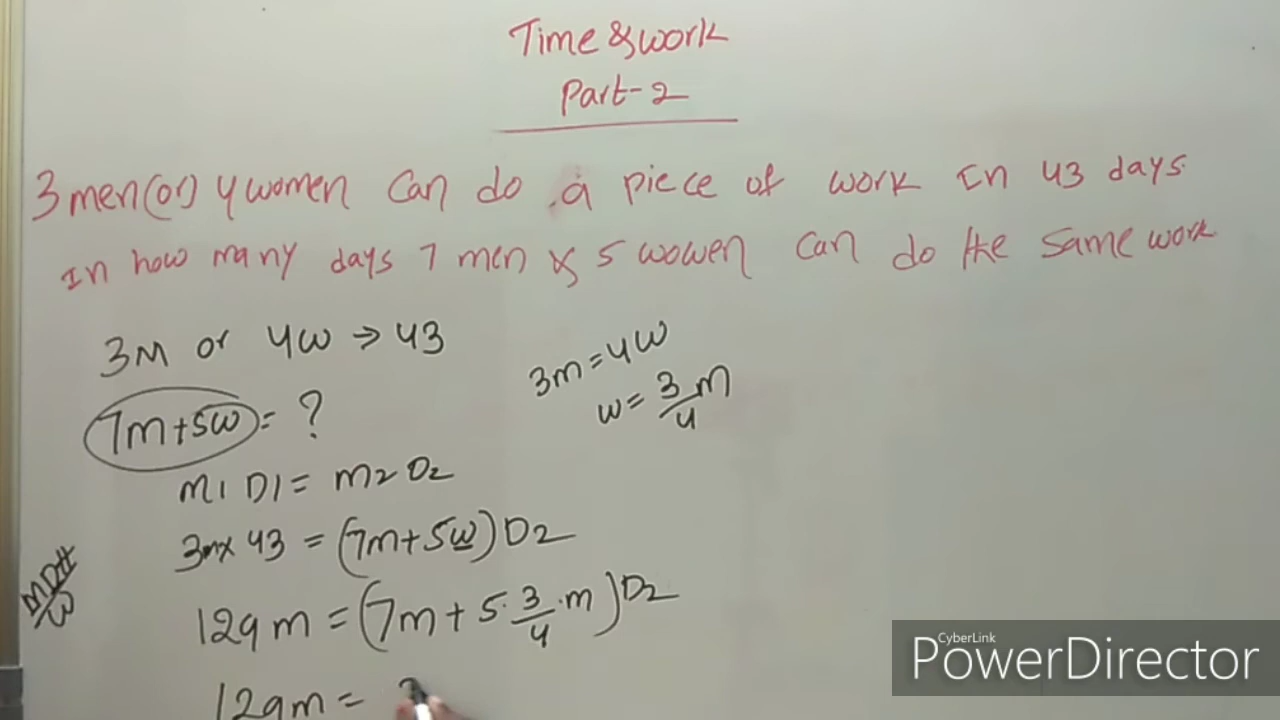 Time & work
Part-2
3 men (or) 4 women can do a piece of work in 43 days.
in how many days 7 men & 5 wowen can do the same work
3M or 4W => 43
3m = 4W
w = 3/4 m
7m+5w = ?
M1 D1 = M2 D2
3m x 43 = (7m + 5w) D2
MDH/W
129 m = (7m + 5. 3/4 .m) D2
129m =
CyberLink
PowerDirector